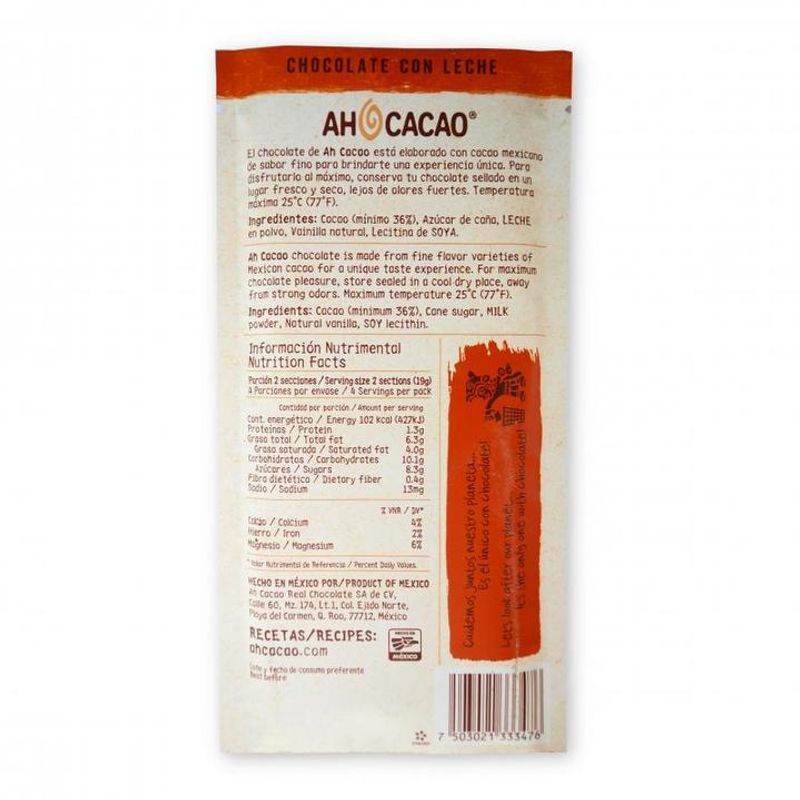 CHOCOLATE CON LECHE
AH CACAO®
El chocolate de Ah Cacao está elaborado con cacao mexicano
de sabor fino para brindarte una experiencia única. Para
disfrutarlo al máximo, conserva tu chocolate sellado en un
lugar fresco y seco, lejos de olores fuertes. Temperatura
máxima 25°C (77°F).
Ingredientes: Cacao (mínimo 36%), Azúcar de caña, LECHE
en polvo, Vainilla natural, Lecitina de SOYA.
Ah Cacao chocolate is made from fine flavor varieties of
Mexican cacao for a unique taste experience. For maximum
chocolate pleasure, store sealed in a cool dry place, away
from strong odors. Maximum temperature 25°C (77°F).
Ingredients: Cacao (minimum 36%), Cane sugar, MILK
powder, Natural vanilla, SOY lecithin.
Información Nutrimental
Nutrition Facts
Porción 2 secciones / Serving size 2 sections (19g)
4 Porciones por envase / 4 Servings per pack
Cantidad por porción / Amount per serving
Cont. energético / Energy 102 kcal (427kJ)
Proteínas / Protein 1.3g
Grasa total / Total fat 6.3g
Grasa saturada / Saturated fat 4.0g
Carbohidratos / Carbohydrates 10.1g
Azúcares / Sugars 8.3g
Fibra dietética / Dietary fiber 0.4g
Sodio / Sodium 13mg
% VNR / DV*
Calcio / Calcium 4%
Hierro / Iron 2%
Magnesio / Magnesium 6%
* Valor Nutrimental de Referencia / Percent Daily Values.
HECHO EN MÉXICO POR/PRODUCT OF MEXICO
Ah Cacao Real Chocolate SA de CV,
Calle 60, Mz. 174, Lt.1, Col. Ejido Norte,
Playa del Carmen, Q. Roo, 77712, México
RECETAS/RECIPES:
ahcacao.com
HECHO EN
MÉXICO
Lote y fecha de consumo preferente
Best before
Cuidemos juntos nuestro planeta...
Es el único con chocolate!
Let's look after our planet...
It's the only one with chocolate!
7 503021 333476